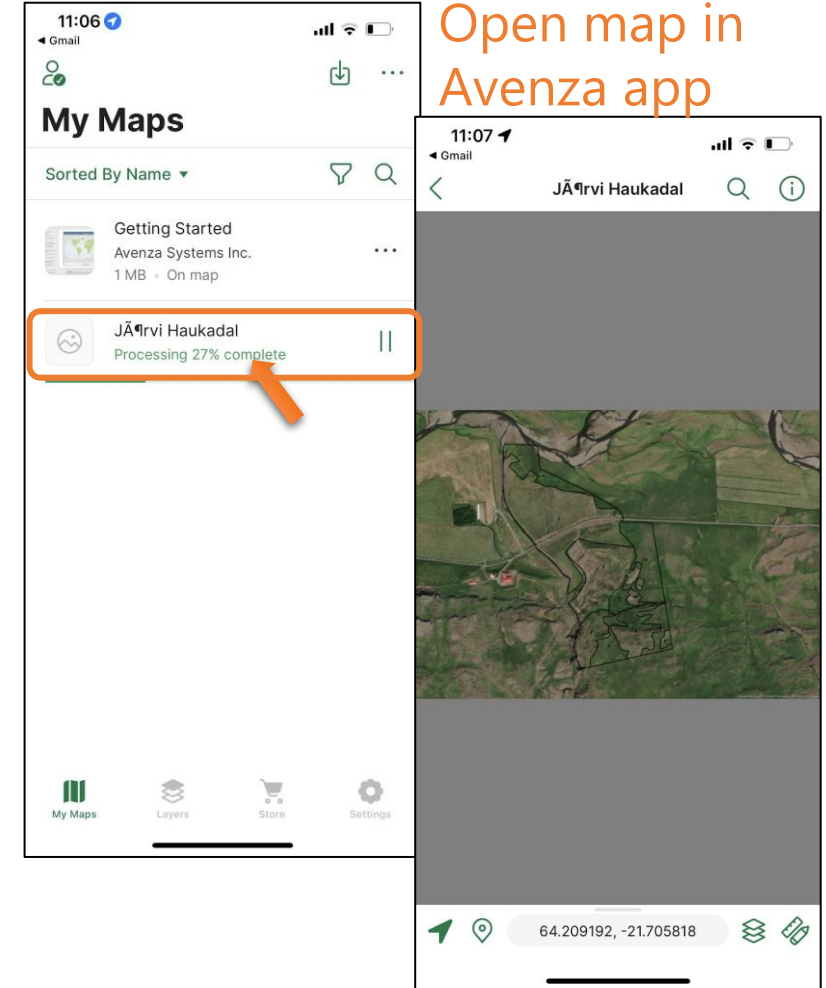 Open map in
Avenza app
11:06
◀ Gmail
My Maps
Sorted By Name ▼
Getting Started
Avenza Systems Inc.
1 MB • On map
JÃ¶rvi Haukadal
Processing 27% complete
My Maps
Layers
Store
Settings
11:07
◀ Gmail
JÃ¶rvi Haukadal
64.209192, -21.705818